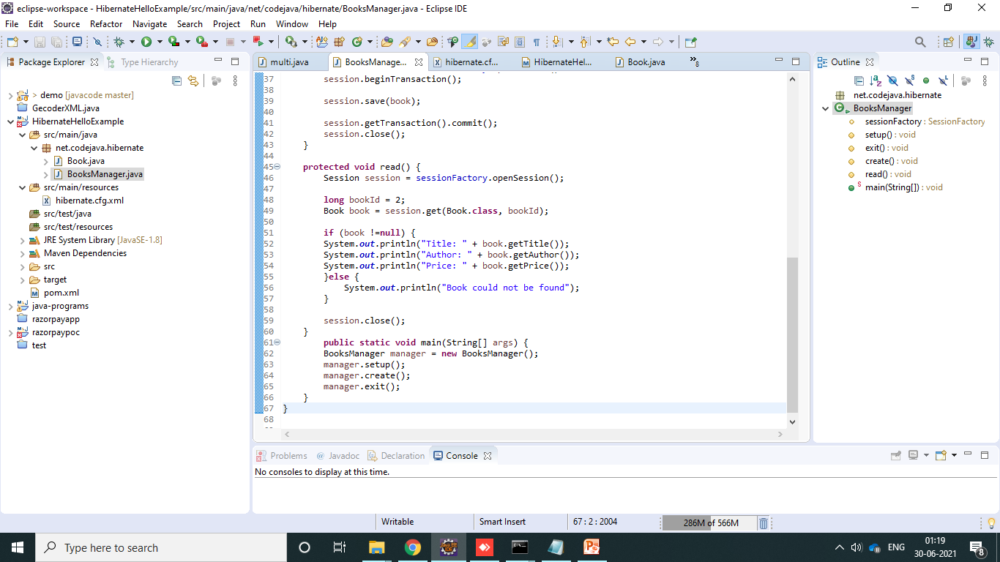 eclipse-workspace - HibernateHelloExample/src/main/java/net/codejava/hibernate/BooksManager.java - Eclipse IDE
File Edit Source Refactor Navigate Search Project Run Window Help
Package Explorer Type Hierarchy
> demo [javacode master]
GecoderXML.java
HibernateHelloExample
src/main/java
net.codejava.hibernate
Book.java
BooksManager.java
src/main/resources
hibernate.cfg.xml
src/test/java
src/test/resources
JRE System Library [JavaSE-1.8]
Maven Dependencies
src
target
pom.xml
java-programs
razorpayapp
razorpaypoc
test
multi.java BooksManage... hibernate.cf... HibernateHel... Book.java »8
37 session.beginTransaction();
38
39 session.save(book);
40
41 session.getTransaction().commit();
42 session.close();
43 }
44
45 protected void read() {
46 Session session = sessionFactory.openSession();
47
48 long bookId = 2;
49 Book book = session.get(Book.class, bookId);
50
51 if (book !=null) {
52 System.out.println("Title: " + book.getTitle());
53 System.out.println("Author: " + book.getAuthor());
54 System.out.println("Price: " + book.getPrice());
55 }else {
56 System.out.println("Book could not be found");
57 }
58
59 session.close();
60 }
61 public static void main(String[] args) {
62 BooksManager manager = new BooksManager();
63 manager.setup();
64 manager.create();
65 manager.exit();
66 }
67 }
68
Outline
net.codejava.hibernate
BooksManager
sessionFactory : SessionFactory
setup() : void
exit() : void
create() : void
read() : void
main(String[]) : void
Problems @ Javadoc Declaration Console
No consoles to display at this time.
Writable Smart Insert 67 : 2 : 2004 286M of 566M
Type here to search
ENG
01:19
30-06-2021
8